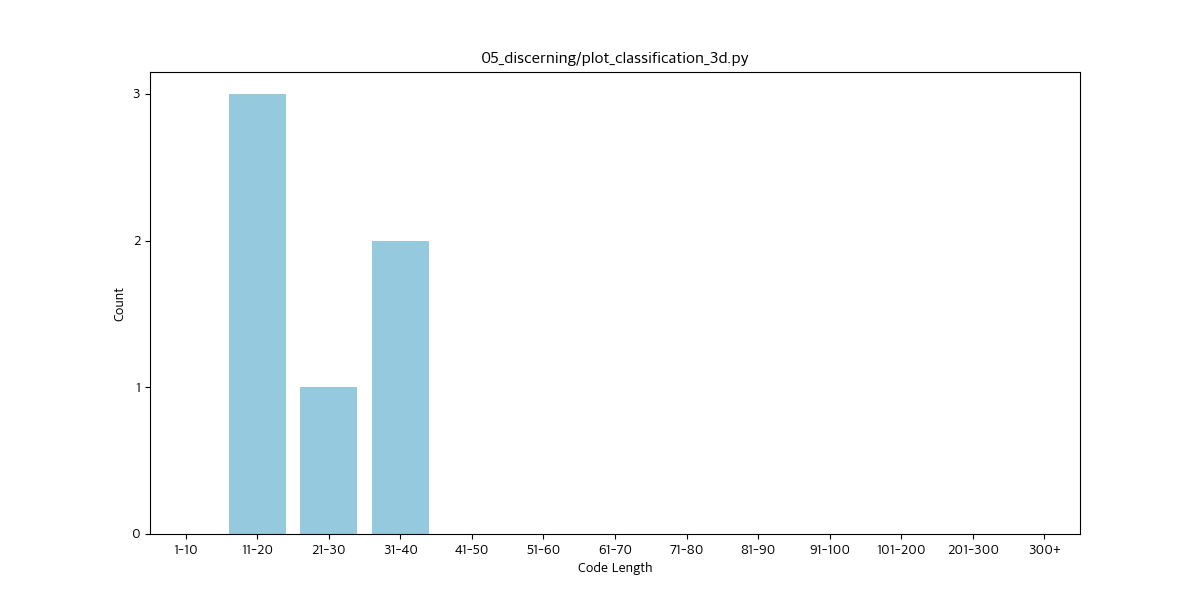 05_discerning/plot_classification_3d.py
3
2
1
0
Count
1-10 11-20 21-30 31-40 41-50 51-60 61-70 71-80 81-90 91-100 101-200 201-300 300+
Code Length